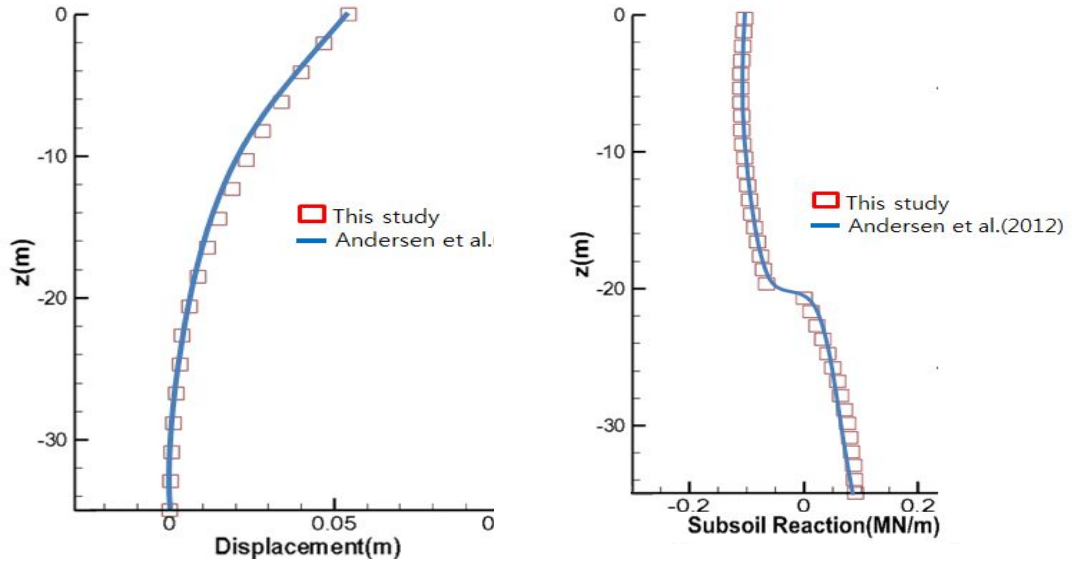 0
-10
-20
-30
z(m)
This study
Andersen et al.(
0
0.05
0
Displacement(m)
0
-10
-20
-30
z(m)
This study
Andersen et al.(2012)
-0.2
0
0.2
Subsoil Reaction(MN/m)